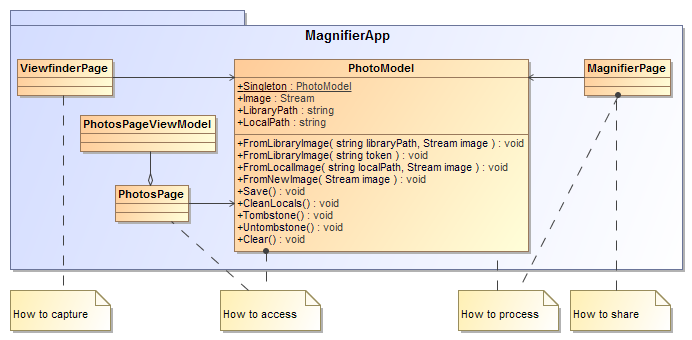 MagnifierApp
ViewfinderPage
PhotoModel
MagnifierPage
+Singleton : PhotoModel
+Image : Stream
+LibraryPath : string
+LocalPath : string
PhotosPageViewModel
+FromLibraryImage( string libraryPath, Stream image ) : void
+FromLibraryImage( string token ) : void
+FromLocalImage( string localPath, Stream image ) : void
+FromNewImage( Stream image ) : void
+Save() : void
+CleanLocals() : void
+Tombstone() : void
+Untombstone() : void
+Clear() : void
PhotosPage
How to capture
How to access
How to process
How to share